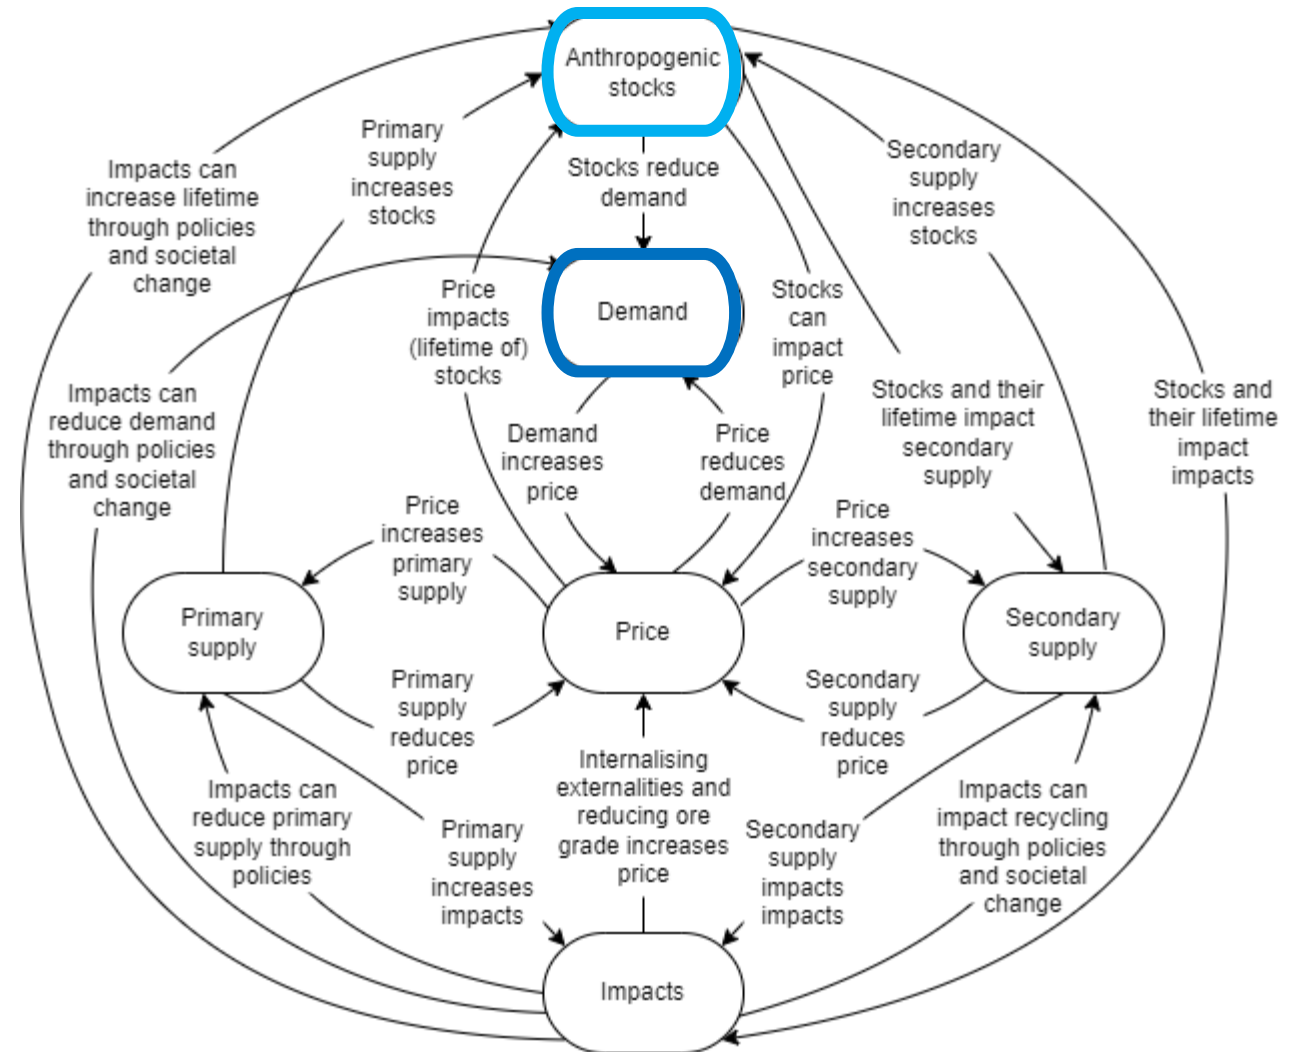 Anthropogenic
stocks
Primary
supply
increases
stocks
Stocks reduce
demand
Secondary
supply
increases
stocks
Impacts can
increase lifetime
through policies
and societal
change
Price
impacts
(lifetime of)
stocks
Demand
Stocks
can
impact
price
Impacts can
reduce demand
through policies
and societal
change
Stocks and their
lifetime impact
secondary
supply
Stocks and
their lifetime
impact
impacts
Demand
increases
price
Price
reduces
demand
Price
increases
primary
supply
Price
increases
secondary
supply
Primary
supply
Price
Secondary
supply
Primary
supply
reduces
price
Secondary
supply
reduces
price
Impacts can
reduce primary
supply through
policies
Internalising
externalities and
reducing ore
grade increases
price
Impacts can
impact recycling
through policies
and societal
change
Primary
supply
increases
impacts
Secondary
supply
impacts
impacts
Impacts